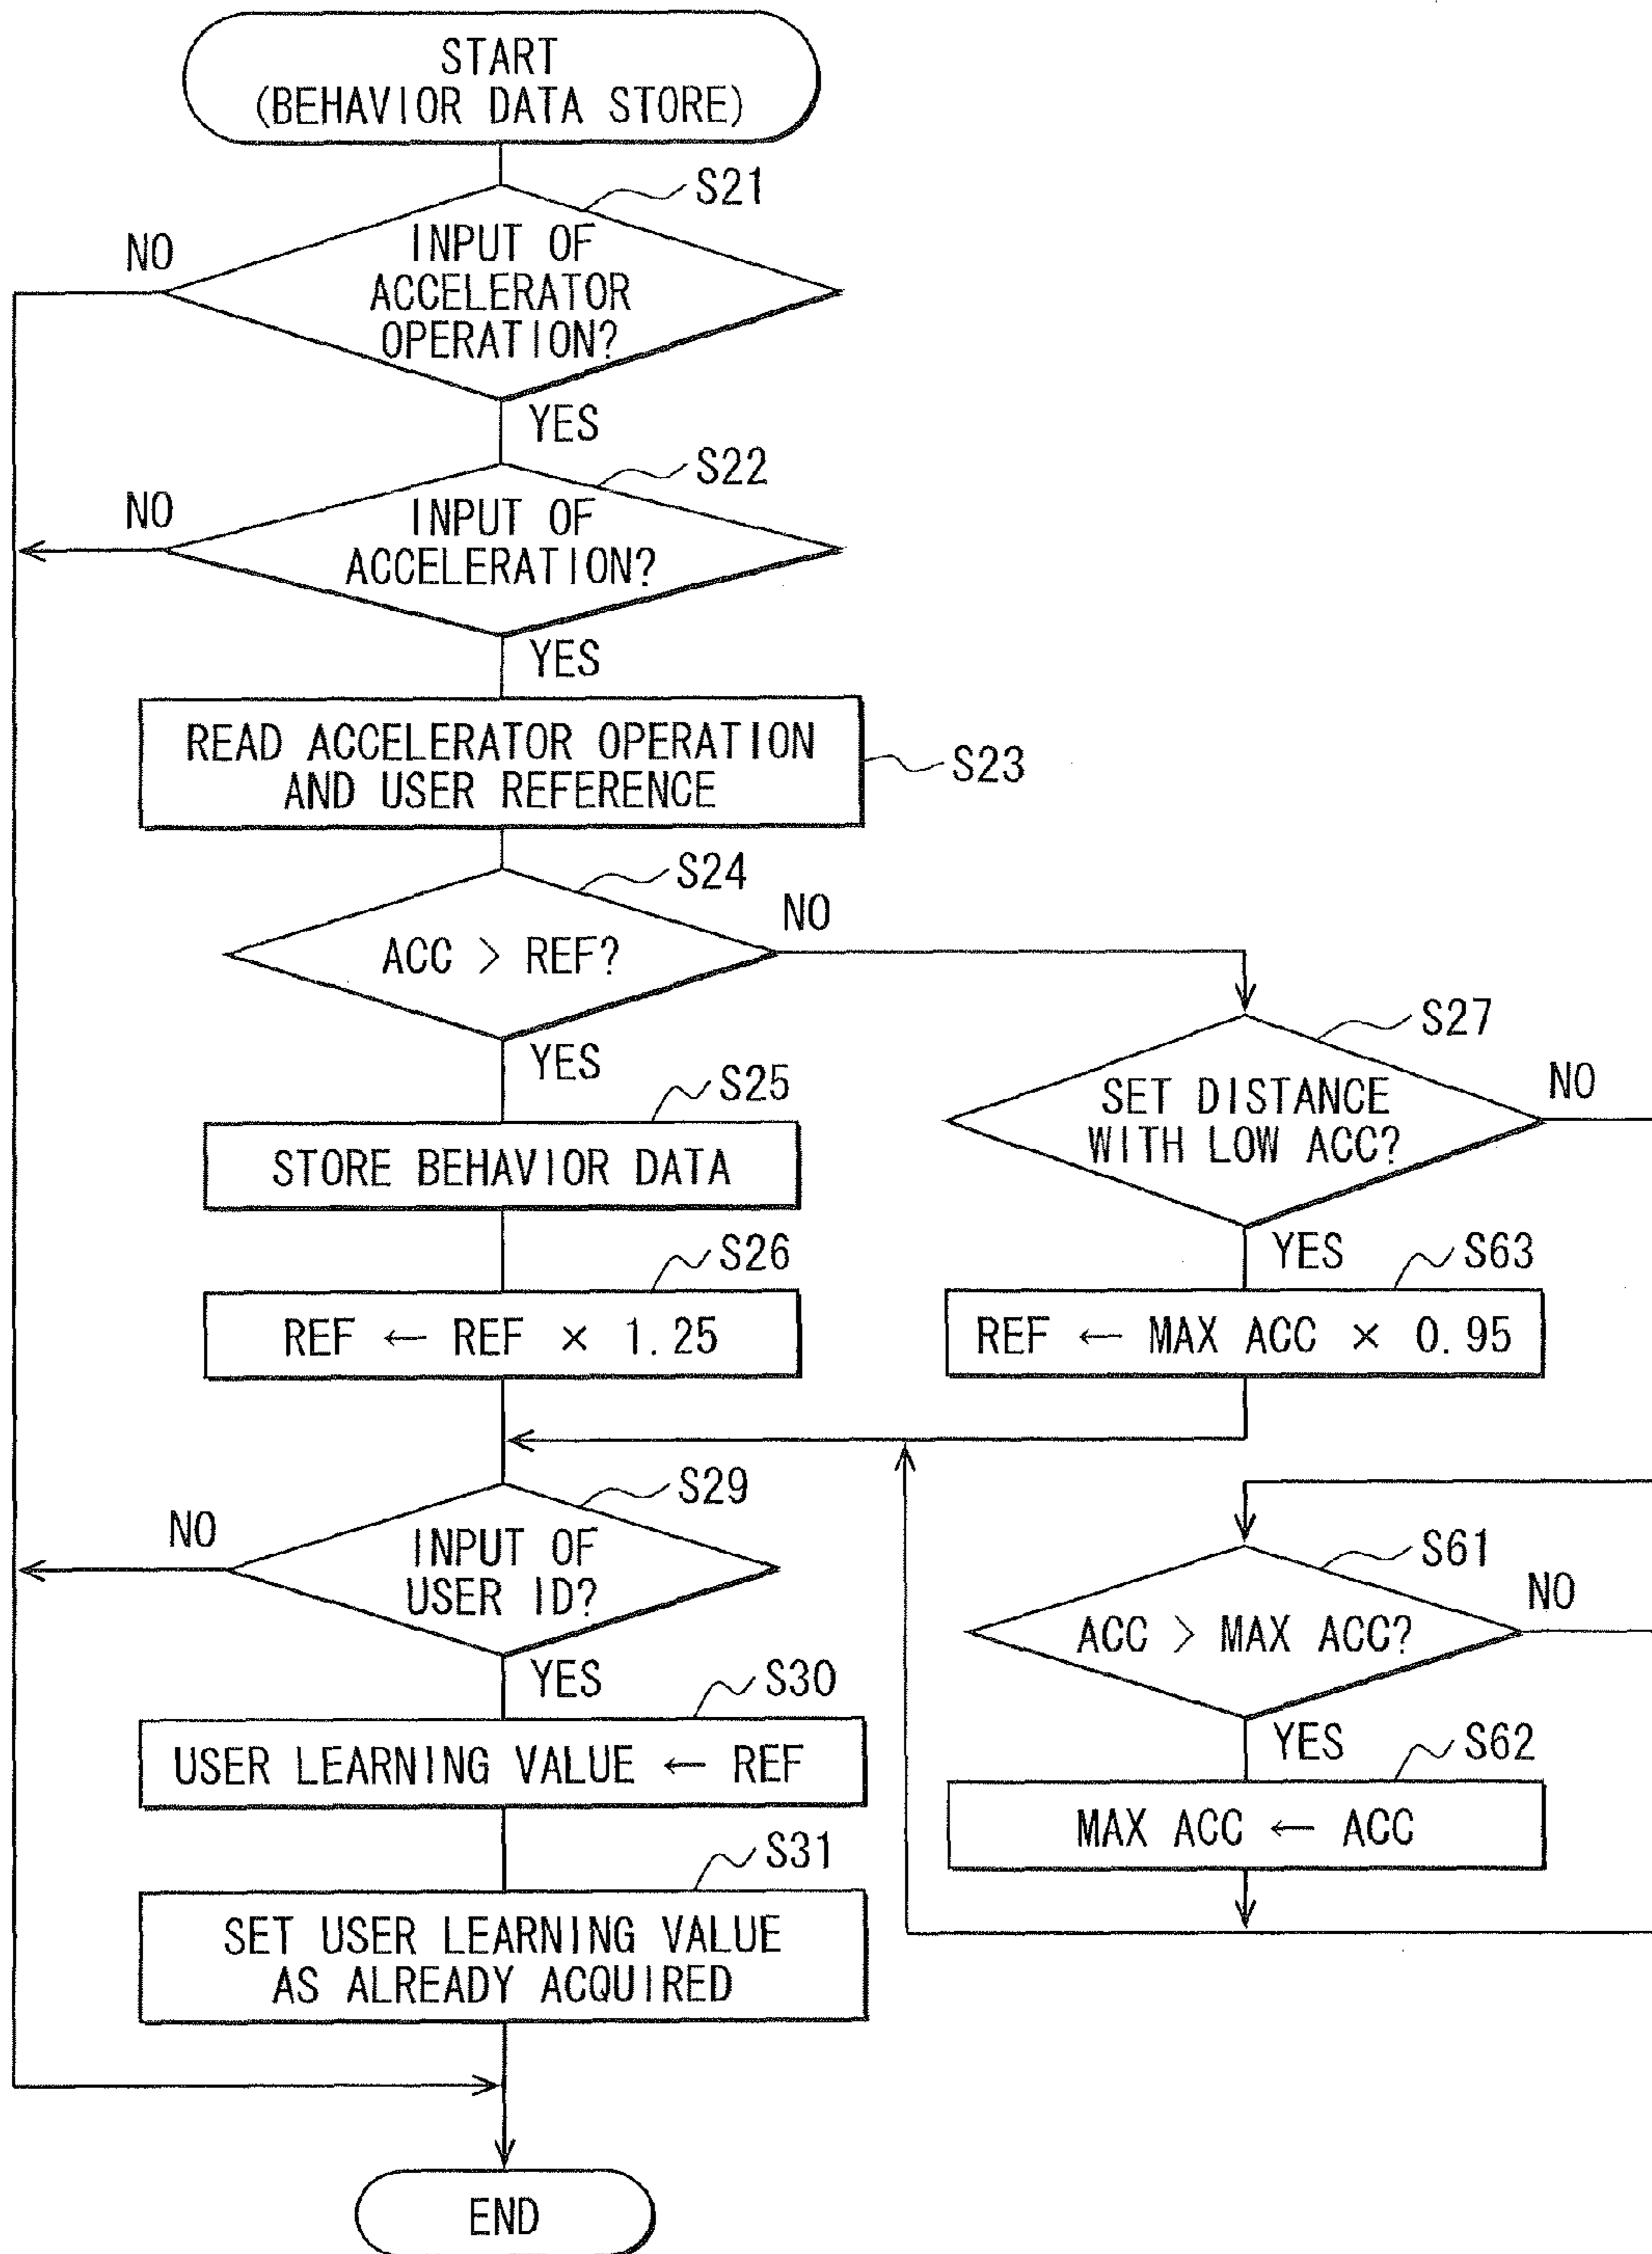 START
(BEHAVIOR DATA STORE)
S21
NO
INPUT OF
ACCELERATOR
OPERATION?
YES
S22
NO
INPUT OF
ACCELERATION?
YES
READ ACCELERATOR OPERATION
AND USER REFERENCE
S23
S24
NO
ACC > REF?
YES
S27
NO
SET DISTANCE
WITH LOW ACC?
YES
S25
STORE BEHAVIOR DATA
S26
REF ← REF × 1.25
S63
REF ← MAX ACC × 0.95
S29
NO
INPUT OF
USER ID?
YES
S61
NO
ACC > MAX ACC?
YES
S30
USER LEARNING VALUE ← REF
S62
MAX ACC ← ACC
S31
SET USER LEARNING VALUE
AS ALREADY ACQUIRED
END